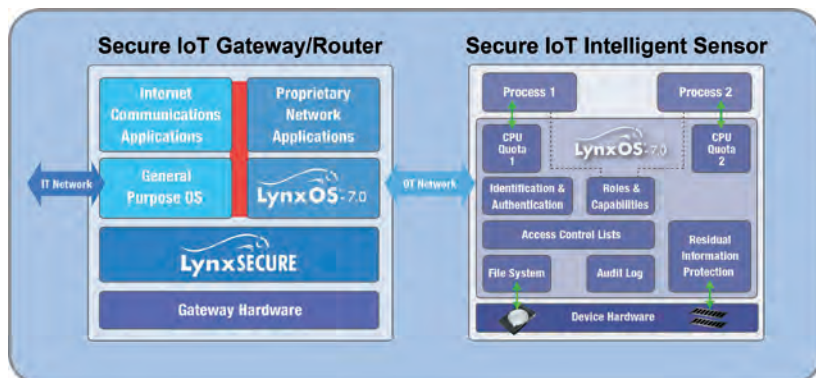 Secure IoT Gateway/Router
Internet
Communications
Applications
Proprietary
Network
Applications
IT Network
General
Purpose OS
LynxOS-7.0
LynxSECURE
Gateway Hardware
OT Network
Secure IoT Intelligent Sensor
Process 1
Process 2
CPU
Quota
1
LynxOS-7.0
CPU
Quota
2
Identification &
Authentication
Roles &
Capabilities
Access Control Lists
Residual
Information
Protection
File System
Audit Log
Device Hardware